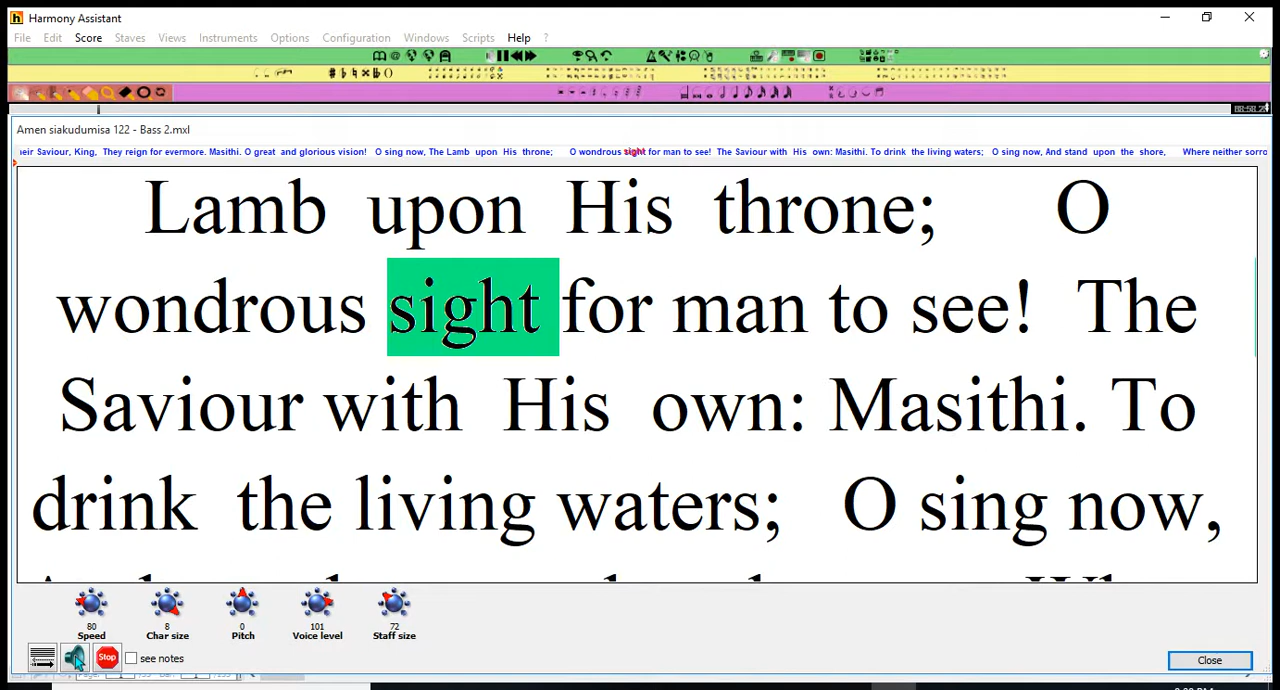 Harmony Assistant
File Edit Score Staves Views Instruments Options Configuration Windows Scripts Help ?
Amen siakudumisa 122 - Bass 2.mxl
heir Saviour, King, They reign for evermore. Masithi. O great and glorious vision! O sing now, The Lamb upon His throne; O wondrous sight for man to see! The Saviour with His own: Masithi. To drink the living waters; O sing now, And stand upon the shore, Where neither sorro
Lamb upon His throne; O
wondrous sight for man to see! The
Saviour with His own: Masithi. To
drink the living waters; O sing now,
80 8 0 101 72
Speed Char size Pitch Voice level Staff size
Stop see notes Close